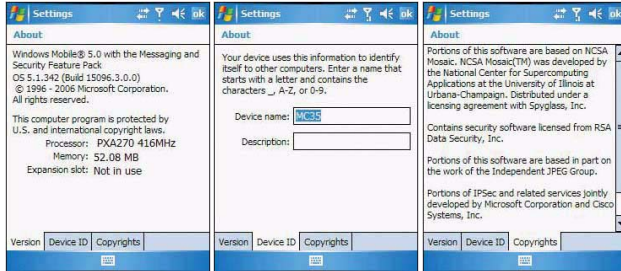 Settings
ok
About
Windows Mobile® 5.0 with the Messaging and
Security Feature Pack
OS 5.1.342 (Build 15096.3.0.0)
© 1996 - 2006 Microsoft Corporation.
All rights reserved.
This computer program is protected by
U.S. and international copyright laws.
Processor: PXA270 416MHz
Memory: 52.08 MB
Expansion slot: Not in use
Version Device ID Copyrights
Settings
ok
About
Your device uses this information to identify
itself to other computers. Enter a name that
starts with a letter and contains the
characters _, A-Z, or 0-9.
Device name: MC35
Description:
Version Device ID Copyrights
Settings
ok
About
Portions of this software are based on NCSA
Mosaic. NCSA Mosaic(TM) was developed by
the National Center for Supercomputing
Applications at the University of Illinois at
Urbana-Champaign. Distributed under a
licensing agreement with Spyglass, Inc.
Contains security software licensed from RSA
Data Security, Inc.
Portions of this software are based in part on
the work of the Independent JPEG Group.
Portions of IPSec and related services jointly
developed by Microsoft Corporation and Cisco
Systems, Inc.
Version Device ID Copyrights